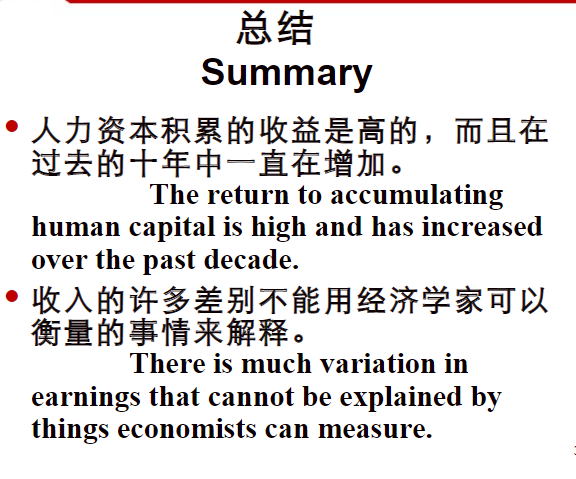 总结
Summary
人力资本积累的收益是高的，而且在
过去的十年中一直在增加。
The return to accumulating
human capital is high and has increased
over the past decade.
收入的许多差别不能用经济学家可以
衡量的事情来解释。
There is much variation in
earnings that cannot be explained by
things economists can measure.